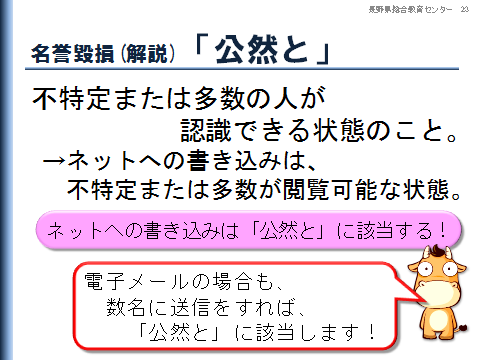 長野県総合教育センター 23
名誉毀損(解説)「公然と」
不特定または多数の人が
認識できる状態のこと。
→ネットへの書き込みは、
不特定または多数が閲覧可能な状態。
ネットへの書き込みは「公然と」に該当する!
電子メールの場合も、
数名に送信をすれば、
「公然と」に該当します!